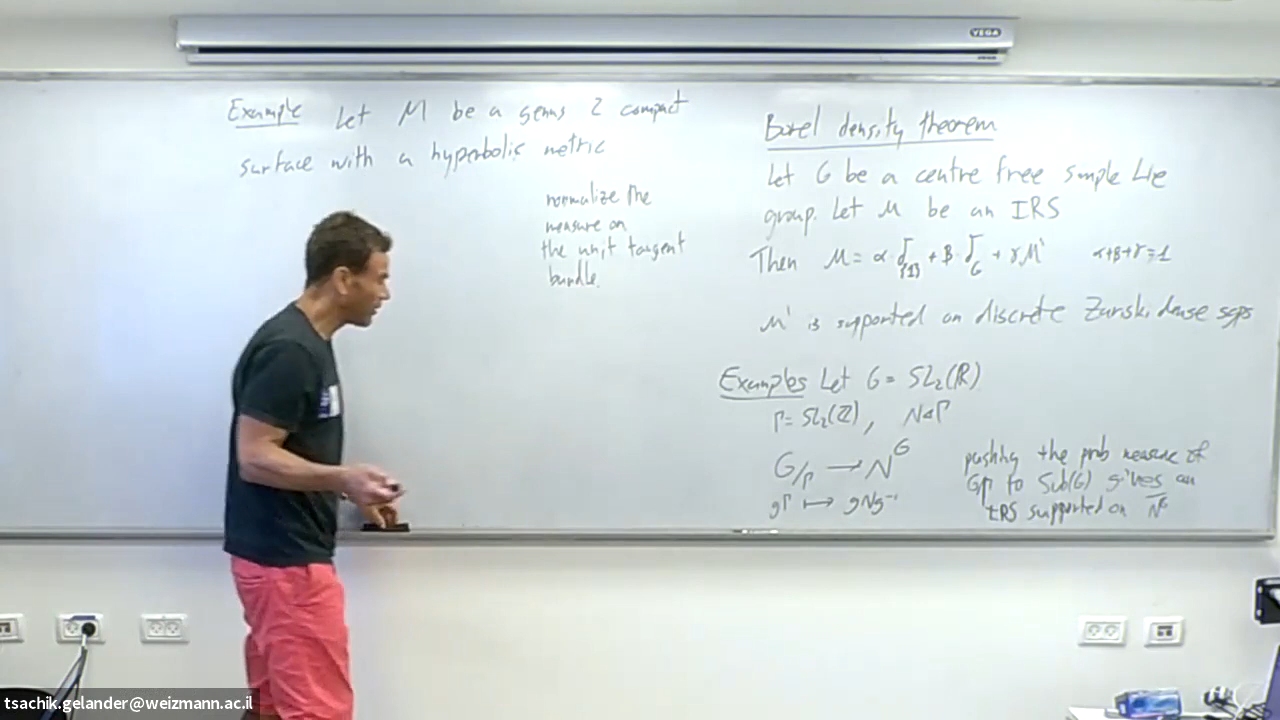 VEGA
Example Let M be a genus 2 compact
surface with a hyperbolic metric
normalize the
measure on
the unit tangent
bundle.
Borel density theorem
Let G be a centre free simple Lie
group. Let μ be an IRS
Then μ = α·δ_{1} + β·δ_G + γμ' α+β+γ=1
μ' is supported on discrete Zariski dense sgps
Examples Let G = SL₂(ℝ)
Γ = SL₂(ℤ), N◁Γ
G/Γ → N^G
gΓ ↦ gNg⁻¹
pushing the prob measure of
G/Γ to Sub(G) gives an
IRS supported on N̄^G
tsachik.gelander@weizmann.ac.il